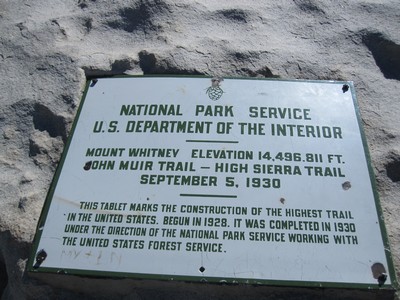 NATIONAL PARK SERVICE
U.S. DEPARTMENT OF THE INTERIOR
MOUNT WHITNEY ELEVATION 14,496.811 FT.
JOHN MUIR TRAIL — HIGH SIERRA TRAIL
SEPTEMBER 5, 1930
THIS TABLET MARKS THE CONSTRUCTION OF THE HIGHEST TRAIL
IN THE UNITED STATES. BEGUN IN 1928. IT WAS COMPLETED IN 1930
UNDER THE DIRECTION OF THE NATIONAL PARK SERVICE WORKING WITH
THE UNITED STATES FOREST SERVICE.